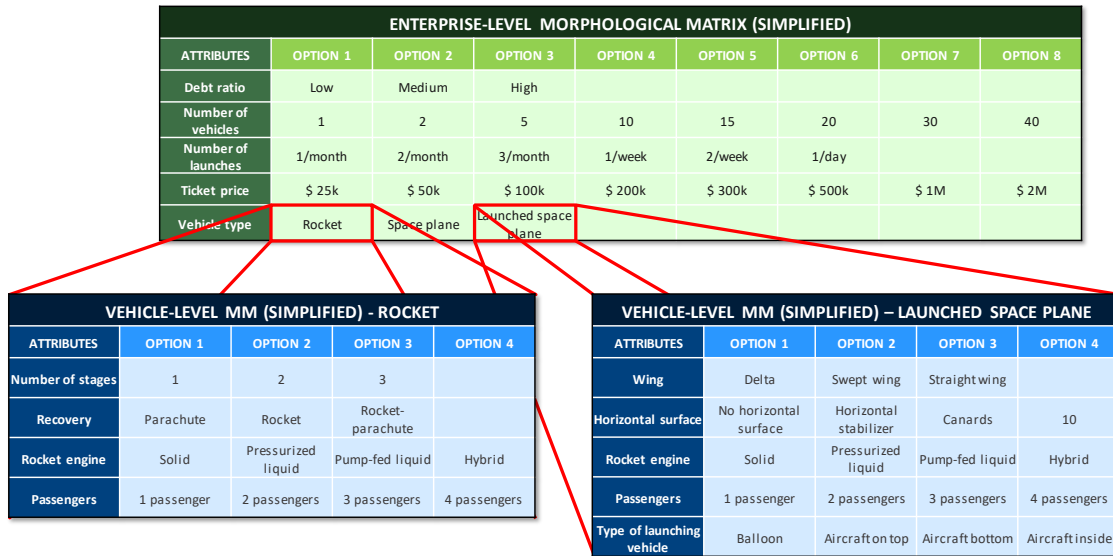 ENTERPRISE-LEVEL MORPHOLOGICAL MATRIX (SIMPLIFIED)
ATTRIBUTES OPTION 1 OPTION 2 OPTION 3 OPTION 4 OPTION 5 OPTION 6 OPTION 7 OPTION 8
Debt ratio Low Medium High
Number of vehicles 1 2 5 10 15 20 30 40
Number of launches 1/month 2/month 3/month 1/week 2/week 1/day
Ticket price $ 25k $ 50k $ 100k $ 200k $ 300k $ 500k $ 1M $ 2M
Vehicle type Rocket Space plane Launched space plane
VEHICLE-LEVEL MM (SIMPLIFIED) - ROCKET
ATTRIBUTES OPTION 1 OPTION 2 OPTION 3 OPTION 4
Number of stages 1 2 3
Recovery Parachute Rocket Rocket-parachute
Rocket engine Solid Pressurized liquid Pump-fed liquid Hybrid
Passengers 1 passenger 2 passengers 3 passengers 4 passengers
VEHICLE-LEVEL MM (SIMPLIFIED) – LAUNCHED SPACE PLANE
ATTRIBUTES OPTION 1 OPTION 2 OPTION 3 OPTION 4
Wing Delta Swept wing Straight wing
Horizontal surface No horizontal surface Horizontal stabilizer Canards 10
Rocket engine Solid Pressurized liquid Pump-fed liquid Hybrid
Passengers 1 passenger 2 passengers 3 passengers 4 passengers
Type of launching vehicle Balloon Aircraft on top Aircraft bottom Aircraft inside